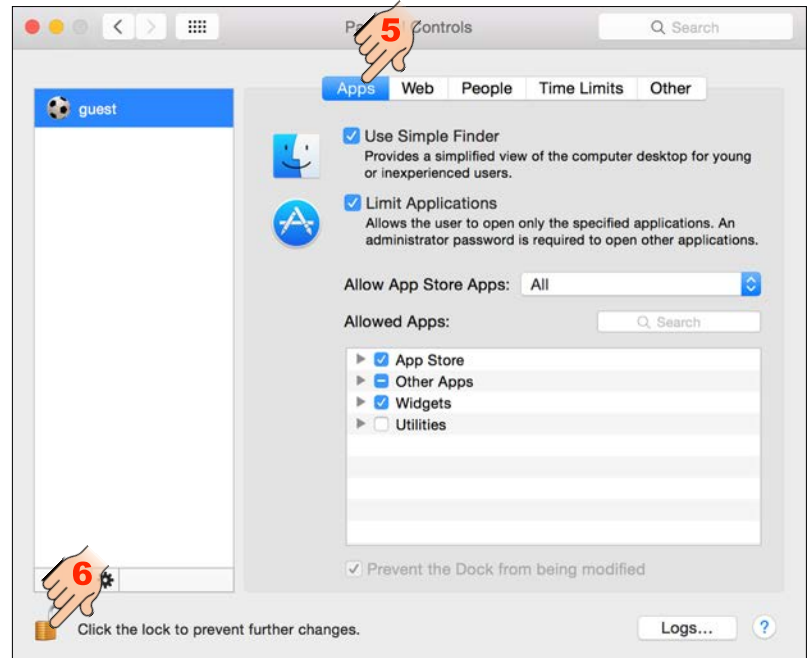 Pa l Controls
Search
5
Apps Web People Time Limits Other
guest
Use Simple Finder
Provides a simplified view of the computer desktop for young
or inexperienced users.
Limit Applications
Allows the user to open only the specified applications. An
administrator password is required to open other applications.
Allow App Store Apps: All
Allowed Apps:
Search
App Store
Other Apps
Widgets
Utilities
Prevent the Dock from being modified
6
Click the lock to prevent further changes.
Logs... ?